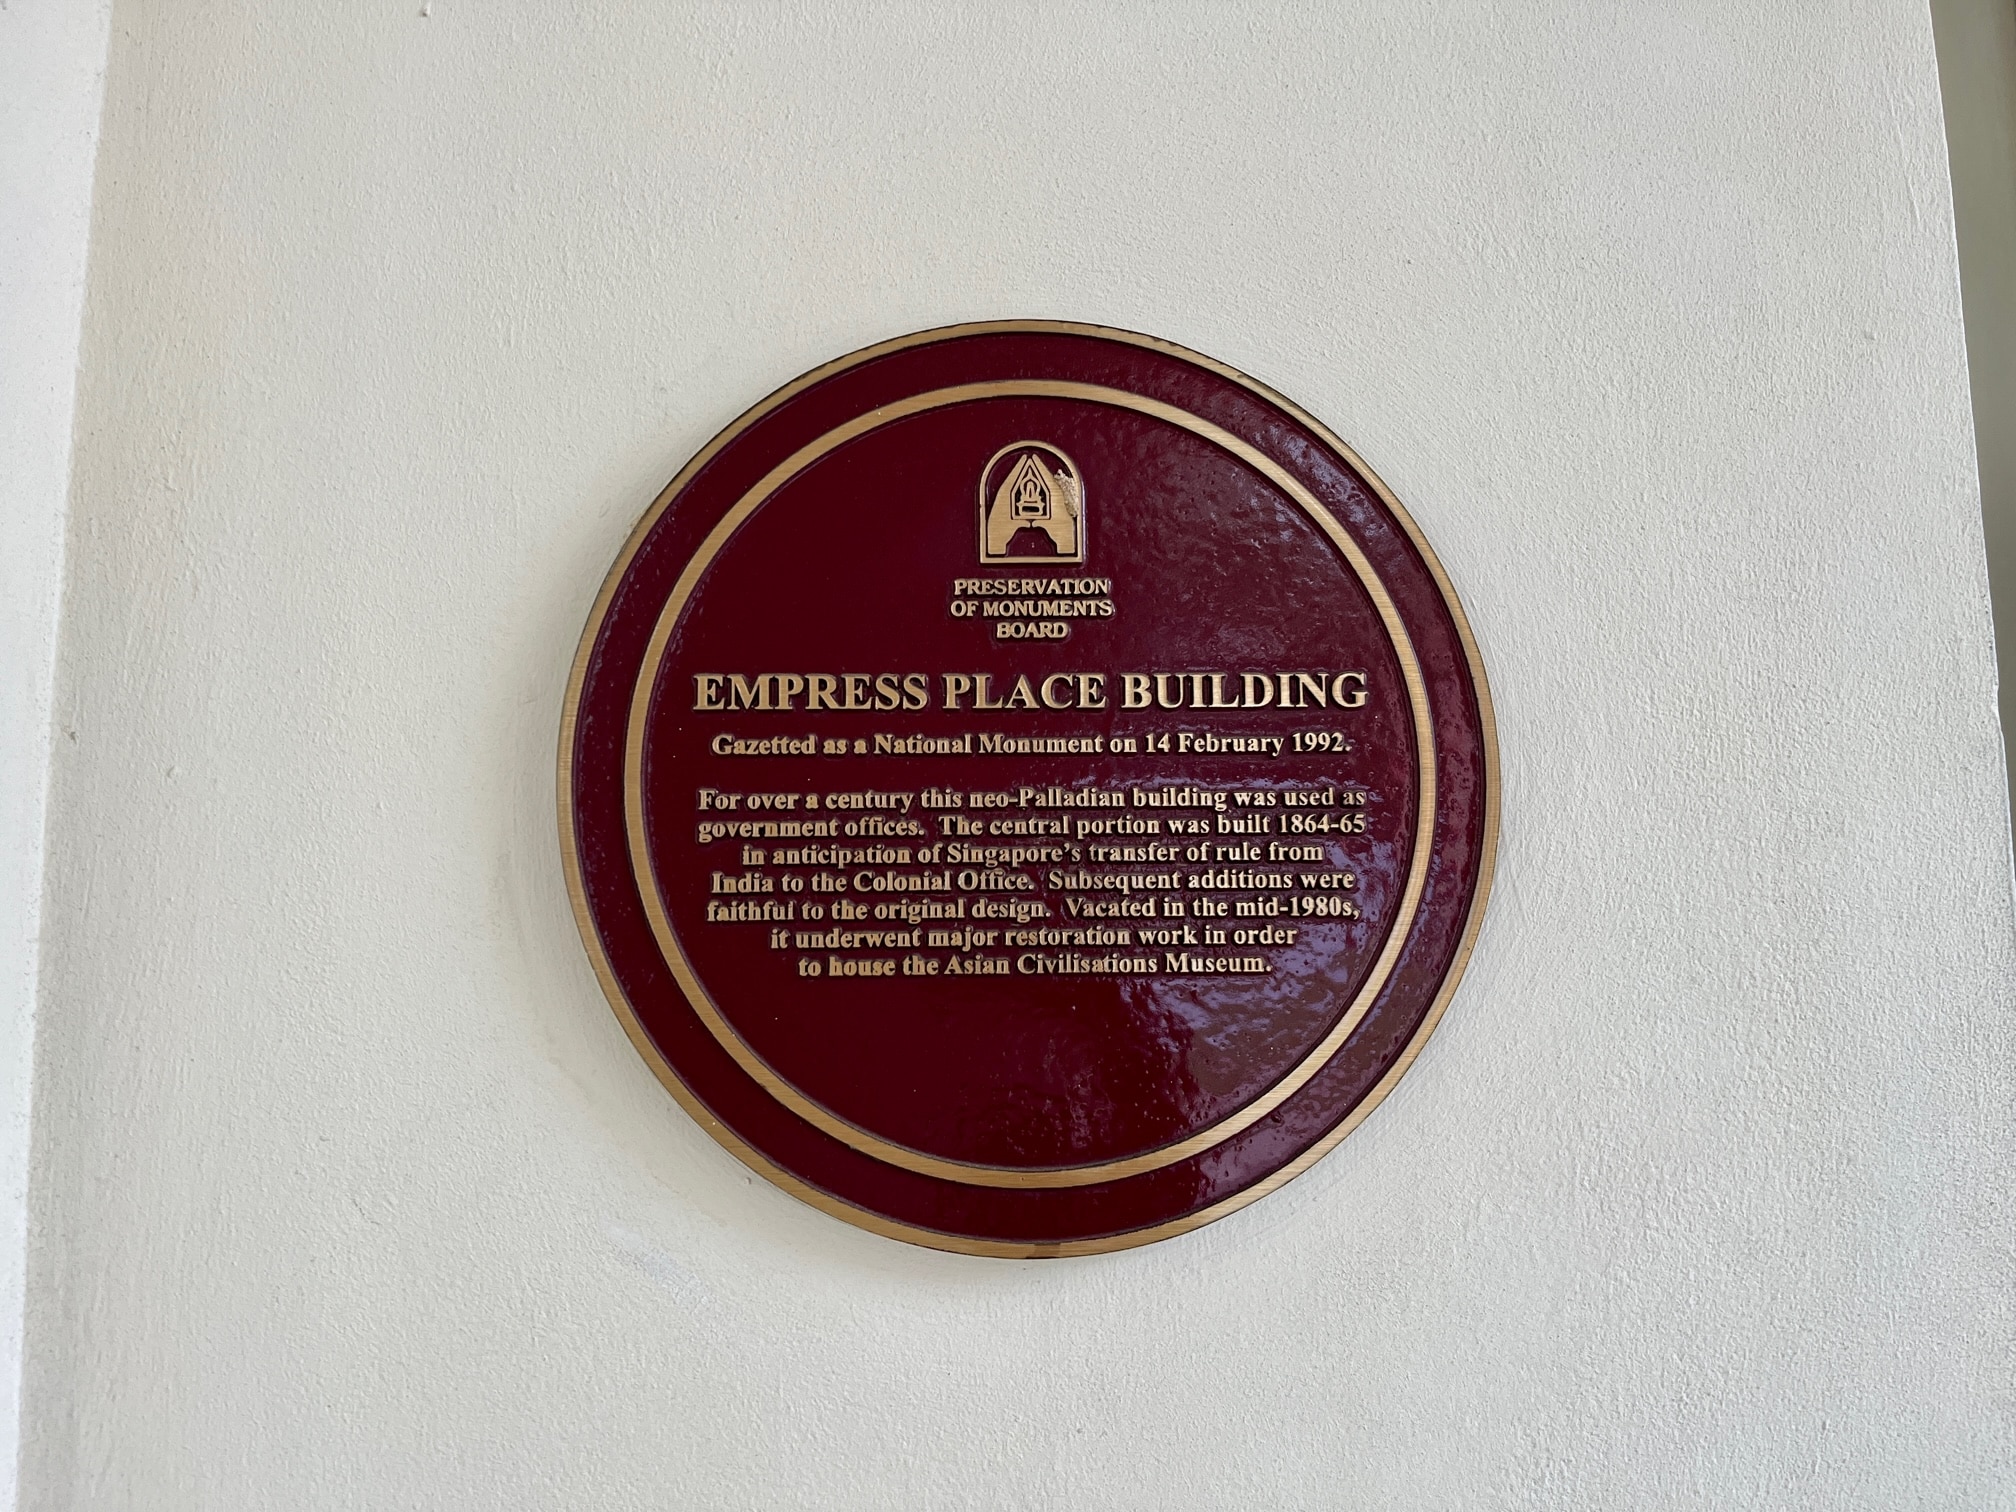 PRESERVATION
OF MONUMENTS
BOARD
EMPRESS PLACE BUILDING
Gazetted as a National Monument on 14 February 1992.
For over a century this neo-Palladian building was used as
government offices. The central portion was built 1864-65
in anticipation of Singapore's transfer of rule from
India to the Colonial Office. Subsequent additions were
faithful to the original design. Vacated in the mid-1980s,
it underwent major restoration work in order
to house the Asian Civilisations Museum.